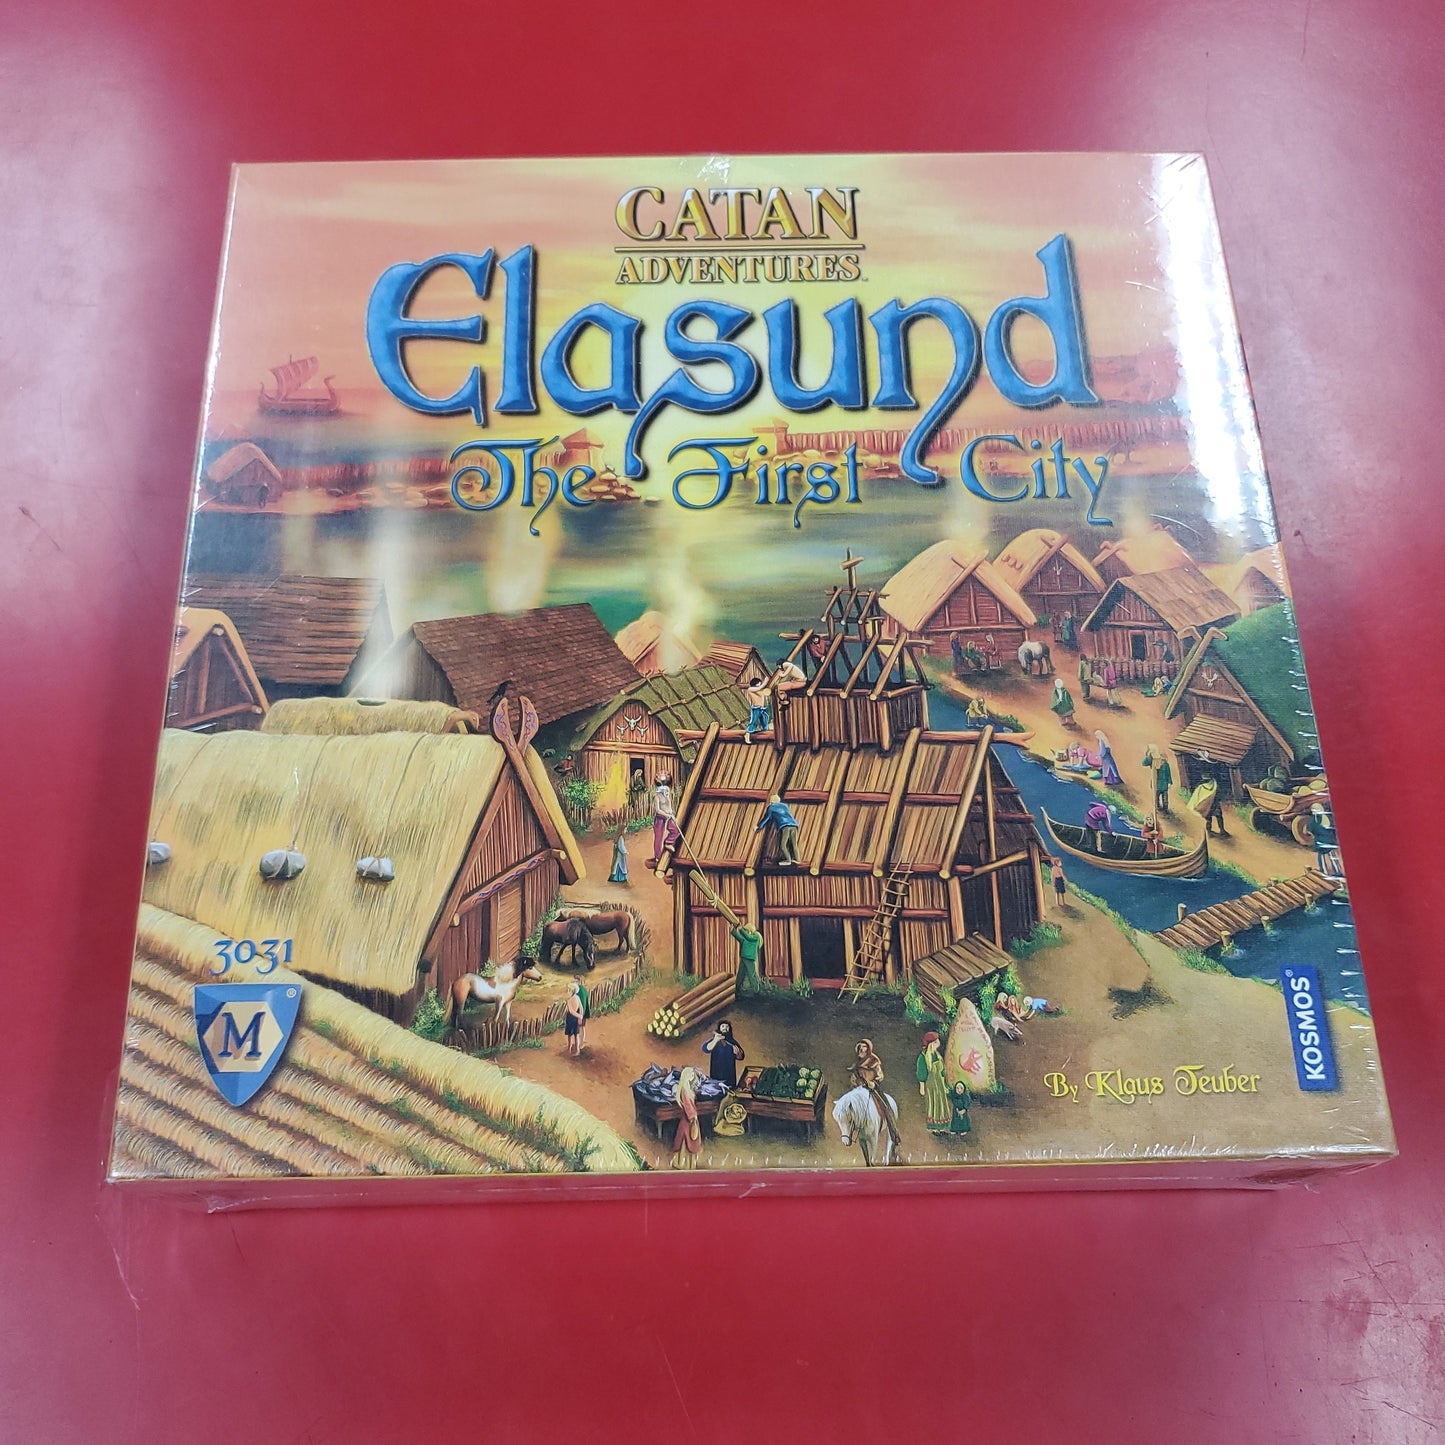 CATAN
ADVENTURES
Elasund
The First City
3031
M®
By Klaus Teuber
KOSMOS®